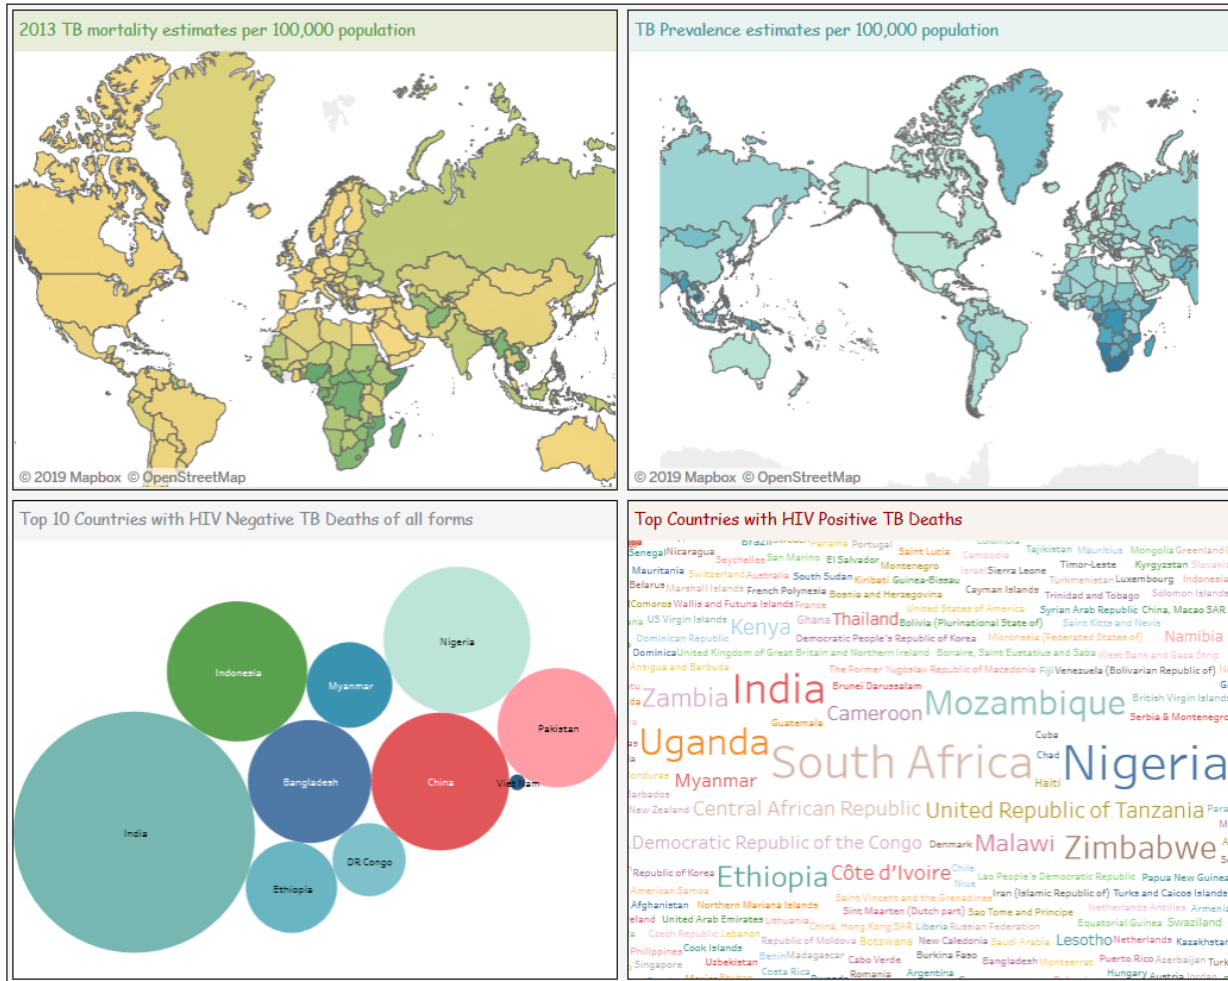 2013 TB mortality estimates per 100,000 population
© 2019 Mapbox © OpenStreetMap
TB Prevalence estimates per 100,000 population
© 2019 Mapbox © OpenStreetMap
Top 10 Countries with HIV Negative TB Deaths of all forms
Nigeria
Indonesia
Myanmar
Pakistan
Bangladesh
China
Viet Nam
India
DR Congo
Ethiopia
Top Countries with HIV Positive TB Deaths
Brazil Panama Portugal Colombia
Senegal Nicaragua Saint Lucia Cambodia Tajikistan Mauritius Mongolia Greenland
Seychelles San Marino El Salvador
Mauritania Switzerland Australia South Sudan Kiribati Guinea-Bissau Montenegro Israel Sierra Leone Timor-Leste Kyrgyzstan
Belarus Marshall Islands French Polynesia Bosnia and Herzegovina Cayman Islands Turkmenistan Luxembourg Indonesia
Trinidad and Tobago Solomon Islands
Comoros Wallis and Futuna Islands France United States of America Syrian Arab Republic China, Macao SAR
US Virgin Islands Kenya Ghana Thailand Bolivia (Plurinational State of) Saint Kitts and Nevis
Dominican Republic Democratic People's Republic of Korea Micronesia (Federated States of) Namibia
Dominica United Kingdom of Great Britain and Northern Ireland Bonaire, Saint Eustatius and Saba West Bank and Gaza Strip
Antigua and Barbuda The Former Yugoslav Republic of Macedonia Fiji Venezuela (Bolivarian Republic of)
Zambia India Brunei Darussalam Mozambique British Virgin Islands
Guatemala Cameroon Serbia & Montenegro
Uganda South Africa Cuba
Chad Nigeria
Myanmar Haiti
New Zealand Central African Republic United Republic of Tanzania
Democratic Republic of the Congo Denmark Malawi Zimbabwe
Republic of Korea Ethiopia Côte d'Ivoire Chile Lao People's Democratic Republic Papua New Guinea
American Samoa Niue Iran (Islamic Republic of) Turks and Caicos Islands
Afghanistan Northern Mariana Islands Saint Vincent and the Grenadines Netherlands Antilles
United Arab Emirates Lithuania Sint Maarten (Dutch part) Sao Tome and Principe Equatorial Guinea Swaziland
Czech Republic Lebanon China, Hong Kong SAR Liberia Russian Federation
Philippines Cook Islands Republic of Moldova Botswana New Caledonia Saudi Arabia Lesotho Netherlands Kazakhstan
Singapore Uzbekistan Benin Madagascar Cabo Verde Burkina Faso Bangladesh Montserrat Puerto Rico Azerbaijan
Costa Rica Romania Argentina Hungary Austria Jordan